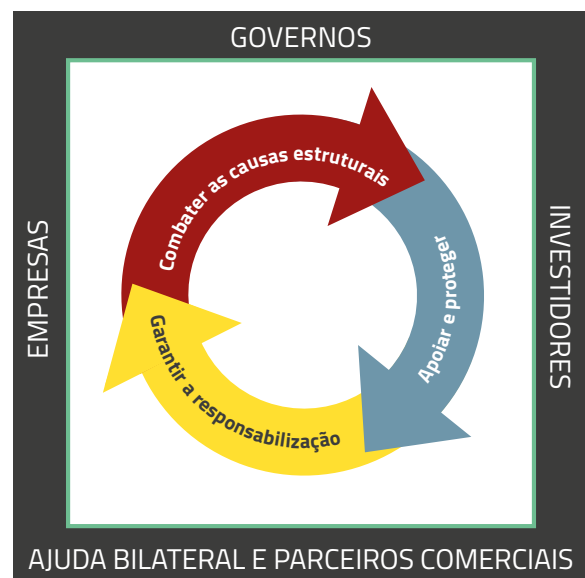 GOVERNOS
EMPRESAS
Combater as causas estruturais
Apoiar e proteger
Garantir a responsabilização
INVESTIDORES
AJUDA BILATERAL E PARCEIROS COMERCIAIS